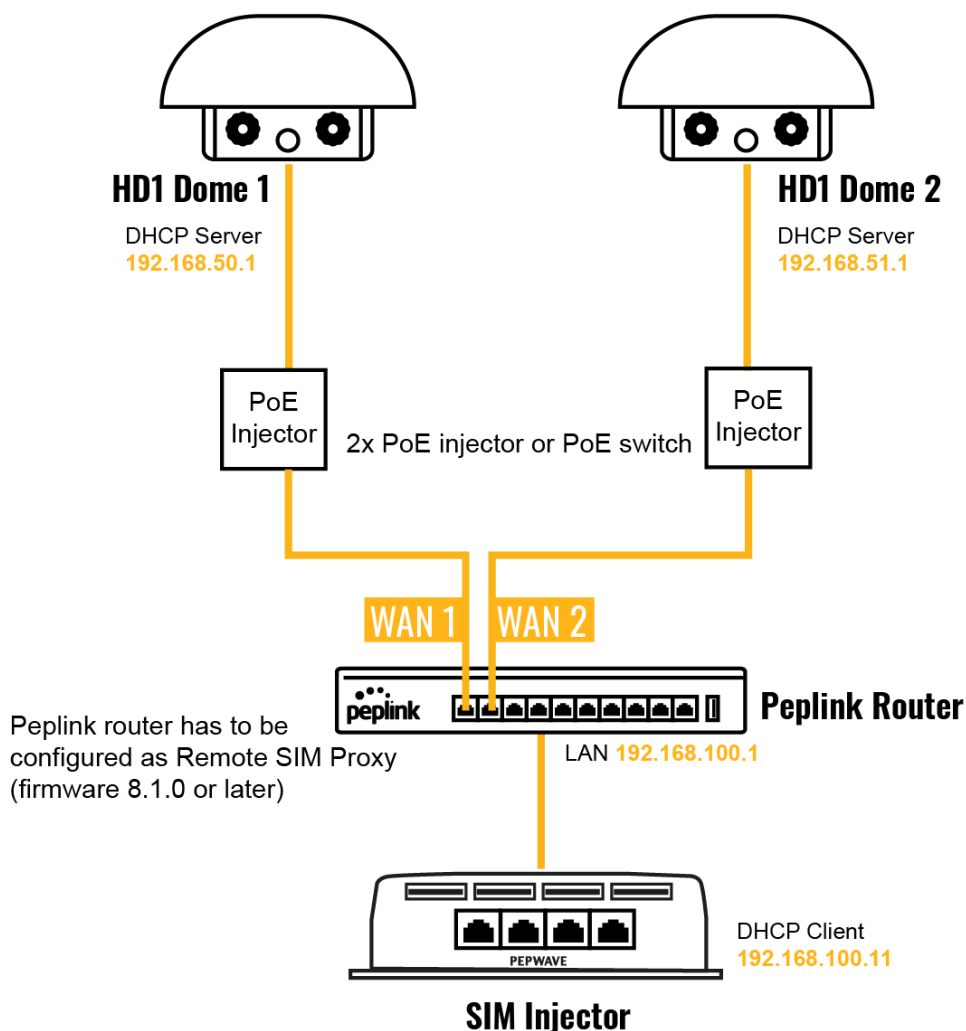 HD1 Dome 1
DHCP Server
192.168.50.1
HD1 Dome 2
DHCP Server
192.168.51.1
PoE
Injector
2x PoE injector or PoE switch
PoE
Injector
WAN 1
WAN 2
peplink
Peplink Router
Peplink router has to be
configured as Remote SIM Proxy
(firmware 8.1.0 or later)
LAN 192.168.100.1
PEPWAVE
DHCP Client
192.168.100.11
SIM Injector